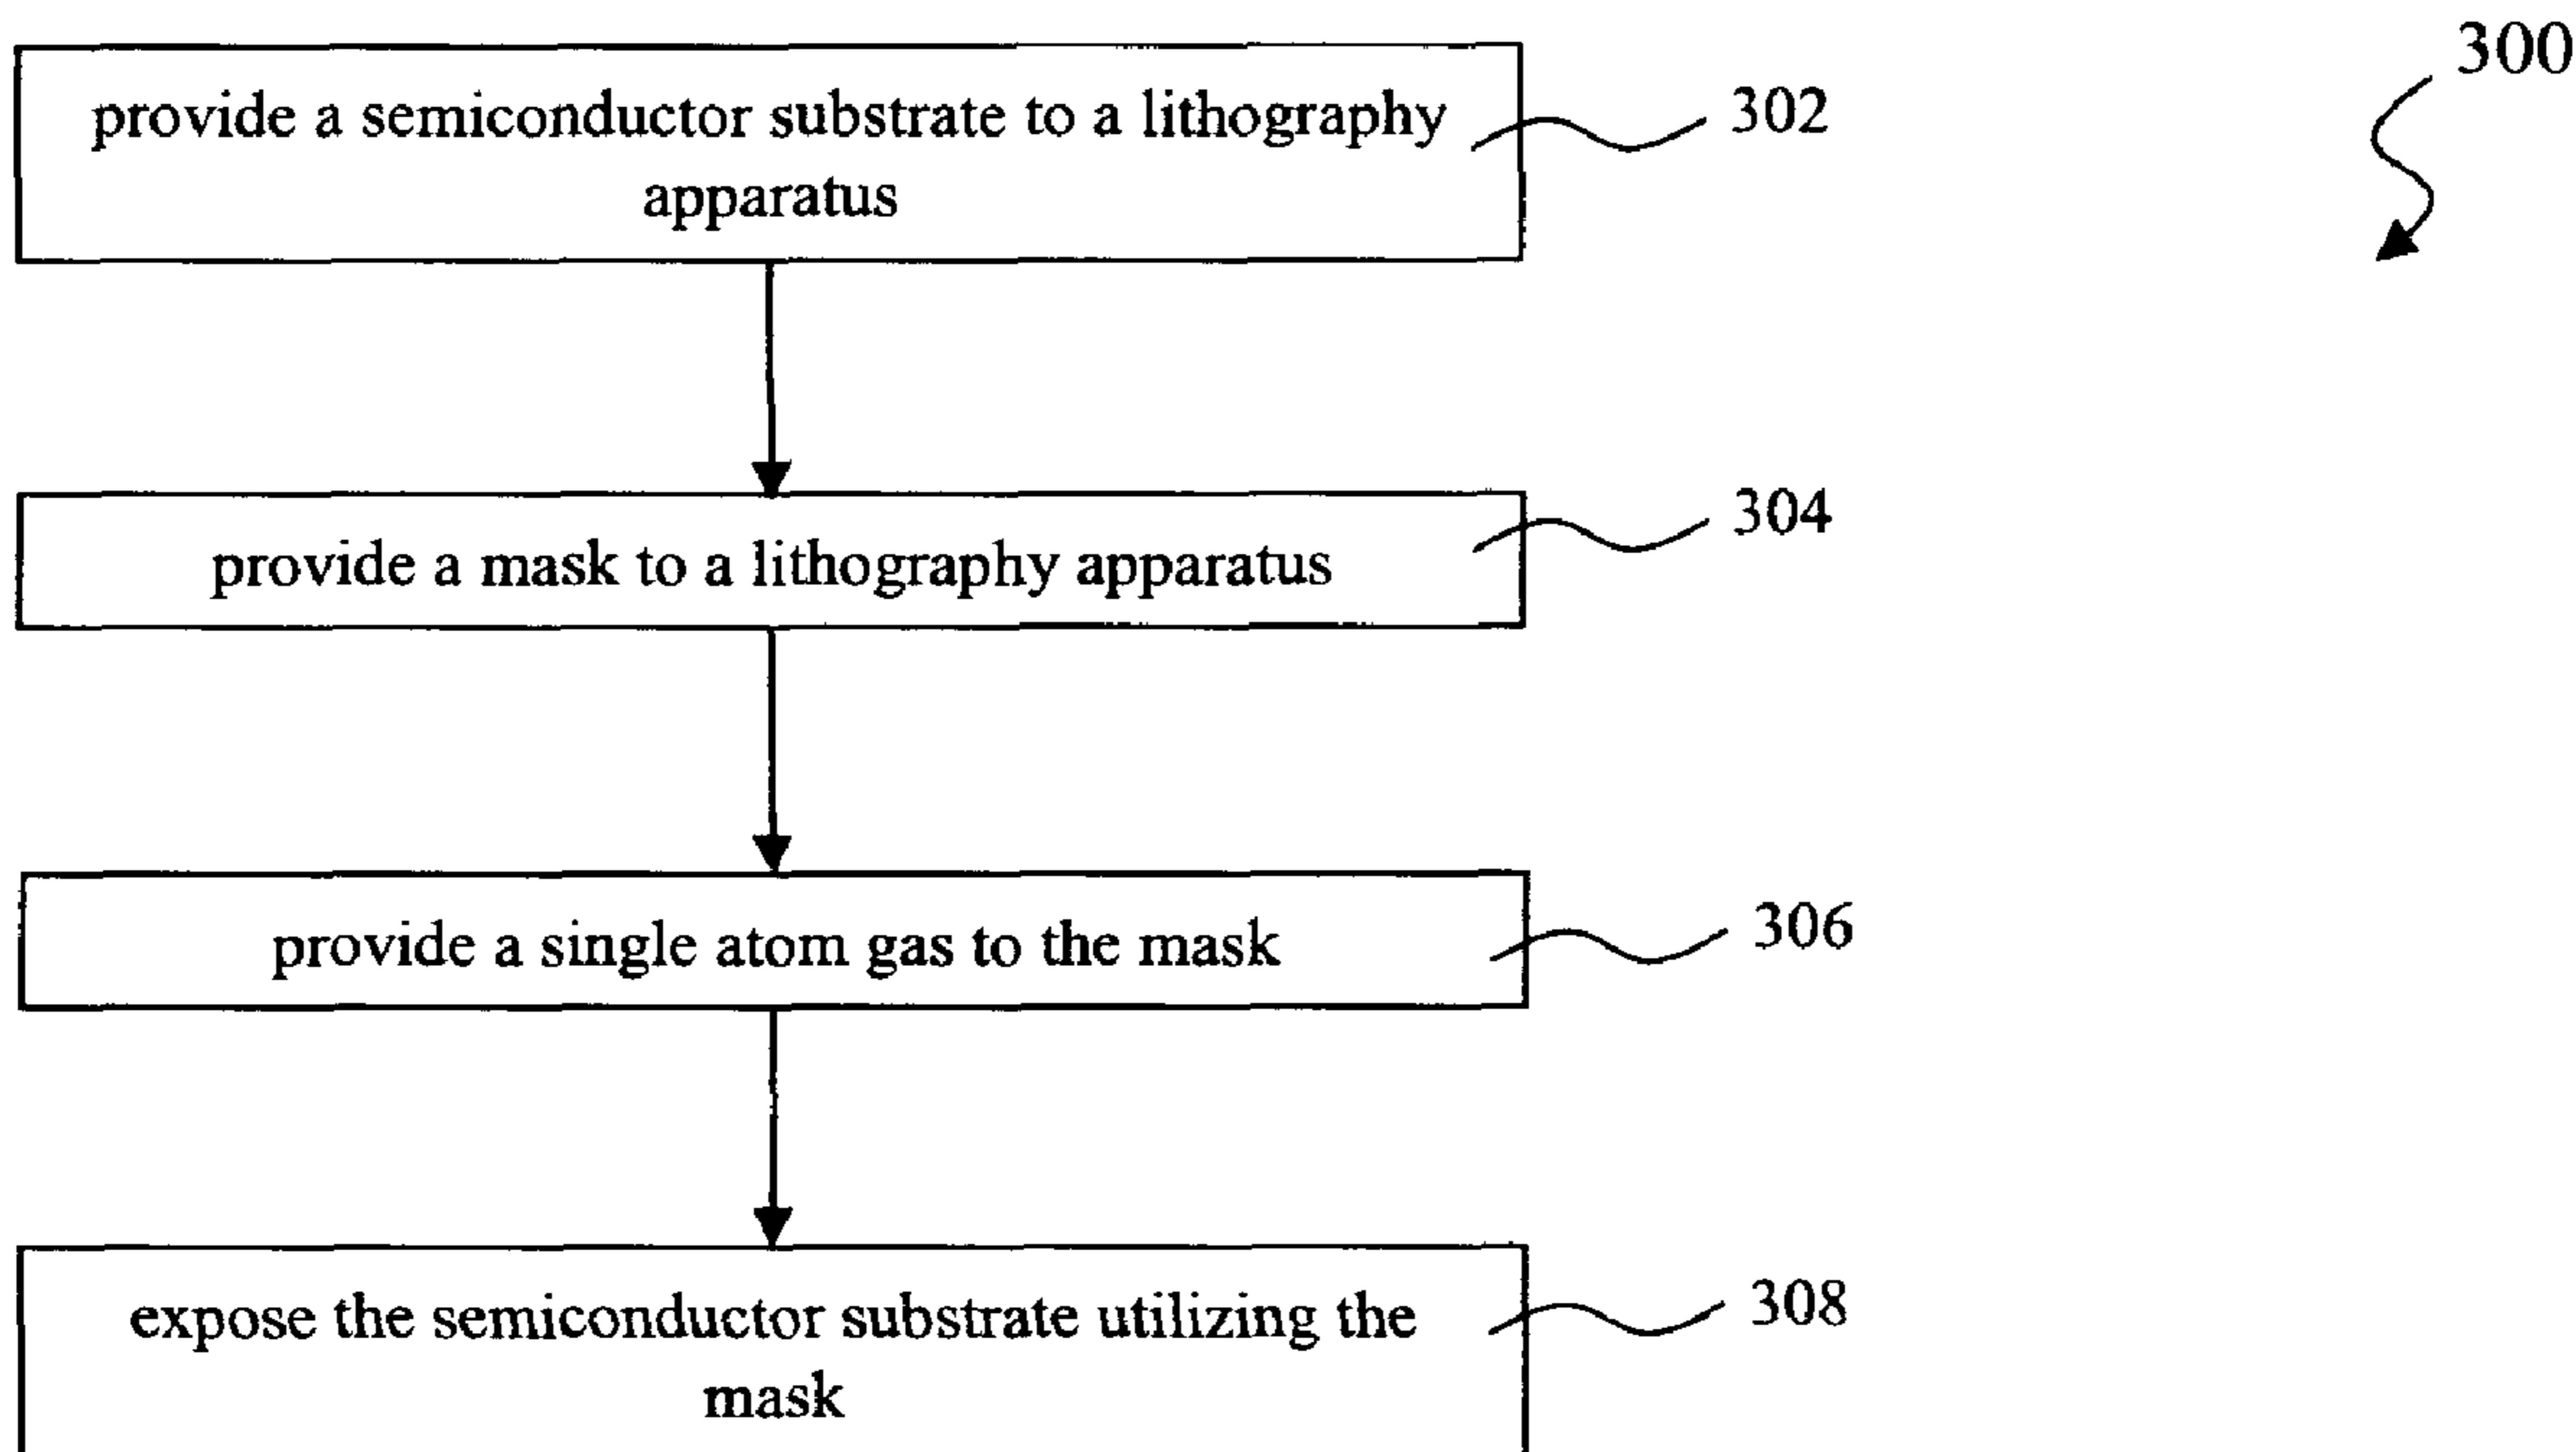 300
provide a semiconductor substrate to a lithography
apparatus
302
provide a mask to a lithography apparatus
304
provide a single atom gas to the mask
306
expose the semiconductor substrate utilizing the
mask
308